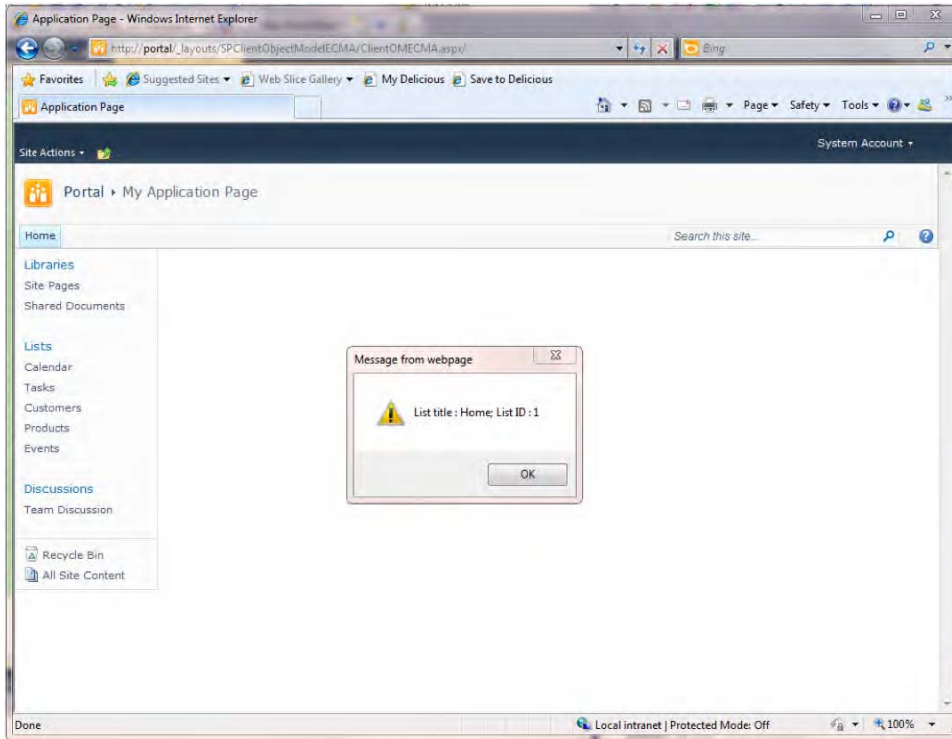 Application Page - Windows Internet Explorer
http://portal/_layouts/SPClientObjectModelECMA/ClientOMECMA.aspx/
Bing
Favorites Suggested Sites Web Slice Gallery My Delicious Save to Delicious
Application Page
Page Safety Tools
Site Actions
System Account
Portal My Application Page
Home
Search this site...
Libraries
Site Pages
Shared Documents
Lists
Calendar
Tasks
Customers
Products
Events
Discussions
Team Discussion
Recycle Bin
All Site Content
Message from webpage
List title : Home; List ID : 1
OK
Done
Local intranet | Protected Mode: Off
100%